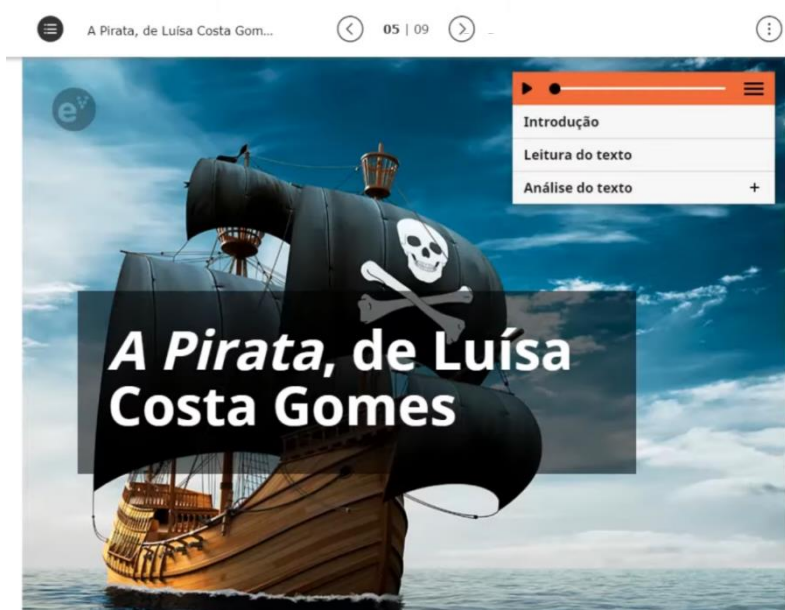 A Pirata, de Luísa Costa Gom...
05 | 09
ev
Introdução
Leitura do texto
Análise do texto +
A Pirata, de Luísa
Costa Gomes